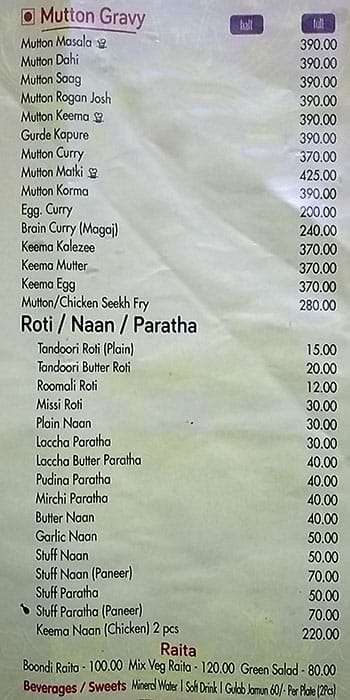 Mutton Gravy half full
Mutton Masala 390.00
Mutton Dahi 390.00
Mutton Saag 390.00
Mutton Rogan Josh 390.00
Mutton Keema 390.00
Gurde Kapure 390.00
Mutton Curry 370.00
Mutton Matki 425.00
Mutton Korma 390.00
Egg. Curry 200.00
Brain Curry (Magaj) 240.00
Keema Kalezee 370.00
Keema Mutter 370.00
Keema Egg 370.00
Mutton/Chicken Seekh Fry 280.00
Roti / Naan / Paratha
Tandoori Roti (Plain) 15.00
Tandoori Butter Roti 20.00
Roomali Roti 12.00
Missi Roti 30.00
Plain Naan 30.00
Laccha Paratha 30.00
Laccha Butter Paratha 40.00
Pudina Paratha 40.00
Mirchi Paratha 40.00
Butter Naan 40.00
Garlic Naan 50.00
Stuff Naan 50.00
Stuff Naan (Paneer) 70.00
Stuff Paratha 50.00
Stuff Paratha (Paneer) 70.00
Keema Naan (Chicken) 2 pcs 220.00
Raita
Boondi Raita - 100.00 Mix Veg Raita - 120.00 Green Salad - 80.00
Beverages / Sweets Mineral Water | Soft Drink | Gulab Jamun 60/- Per Plate (2Pcs)